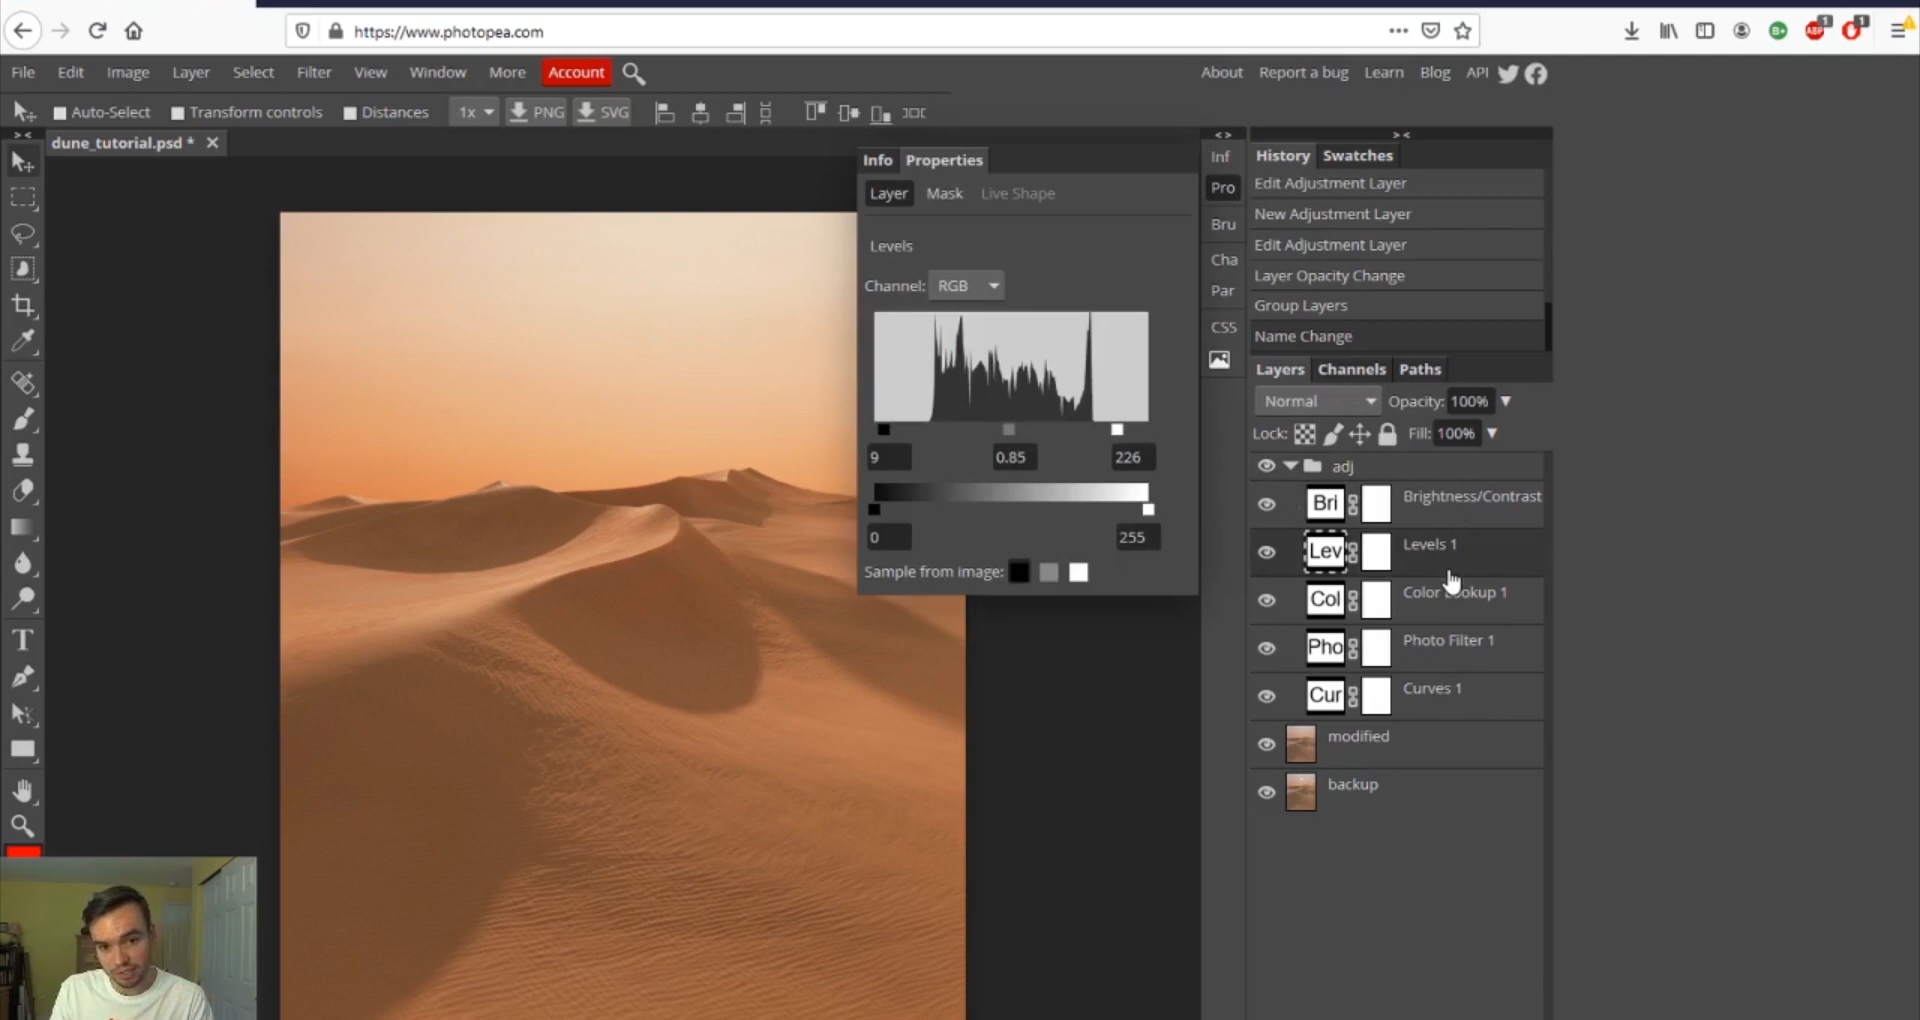 https://www.photopea.com
ABP
1
1
B+
File Edit Image Layer Select Filter View Window More Account
About Report a bug Learn Blog API
Auto-Select Transform controls Distances 1x PNG SVG
dune_tutorial.psd *
Info Properties
Layer Mask Live Shape
Levels
Channel: RGB
9 0.85 226
0 255
Sample from image:
Inf
Pro
Bru
Cha
Par
CSS
History Swatches
Edit Adjustment Layer
New Adjustment Layer
Edit Adjustment Layer
Layer Opacity Change
Group Layers
Name Change
Layers Channels Paths
Normal Opacity: 100%
Lock: Fill: 100%
adj
Bri Brightness/Contrast
Lev Levels 1
Col Color Lookup 1
Pho Photo Filter 1
Cur Curves 1
modified
backup
T